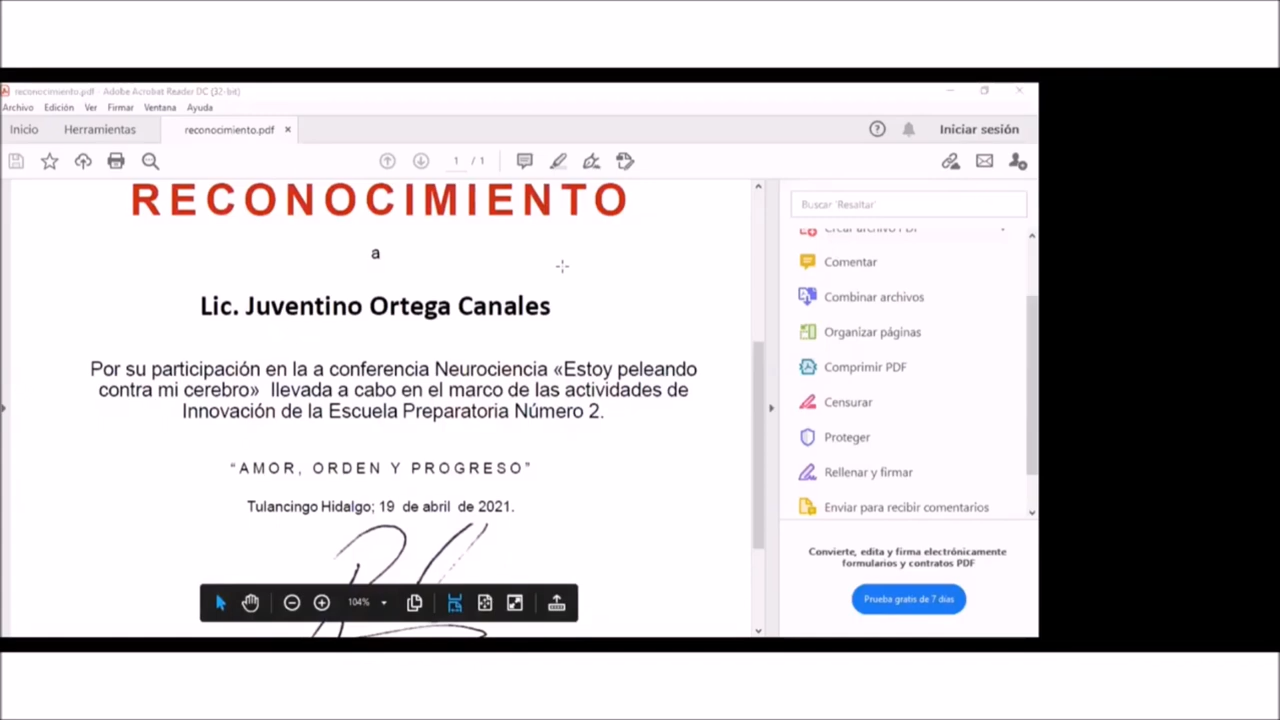 reconocimiento.pdf - Adobe Acrobat Reader DC (32-bit)
Archivo Edición Ver Firmar Ventana Ayuda
Inicio Herramientas reconocimiento.pdf × Iniciar sesión
1 / 1
RECONOCIMIENTO
a
Lic. Juventino Ortega Canales
Por su participación en la a conferencia Neurociencia «Estoy peleando
contra mi cerebro» llevada a cabo en el marco de las actividades de
Innovación de la Escuela Preparatoria Número 2.
“AMOR, ORDEN Y PROGRESO”
Tulancingo Hidalgo; 19 de abril de 2021.
104%
Buscar 'Resaltar'
Crear archivo PDF
Comentar
Combinar archivos
Organizar páginas
Comprimir PDF
Censurar
Proteger
Rellenar y firmar
Enviar para recibir comentarios
Convierte, edita y firma electrónicamente
formularios y contratos PDF
Prueba gratis de 7 días